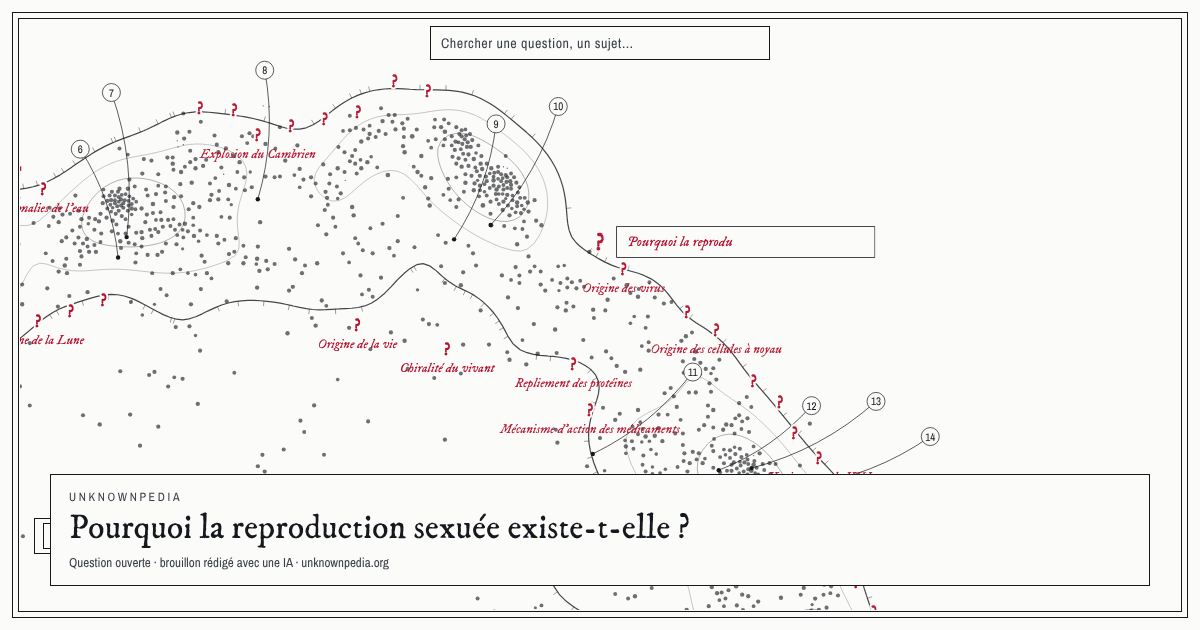 Chercher une question, un sujet...
8
7
10
9
6
Explosion du Cambrien
malies de l'eau
Pourquoi la reprodu
Origine des virus
ne de la Lune
Origine de la vie
Origine des cellules à noyau
Chiralité du vivant
11
Repliement des protéines
13
12
Mécanisme d'action des médicaments
14
UNKNOWNPEDIA
Pourquoi la reproduction sexuée existe-t-elle ?
Question ouverte · brouillon rédigé avec une IA · unknownpedia.org